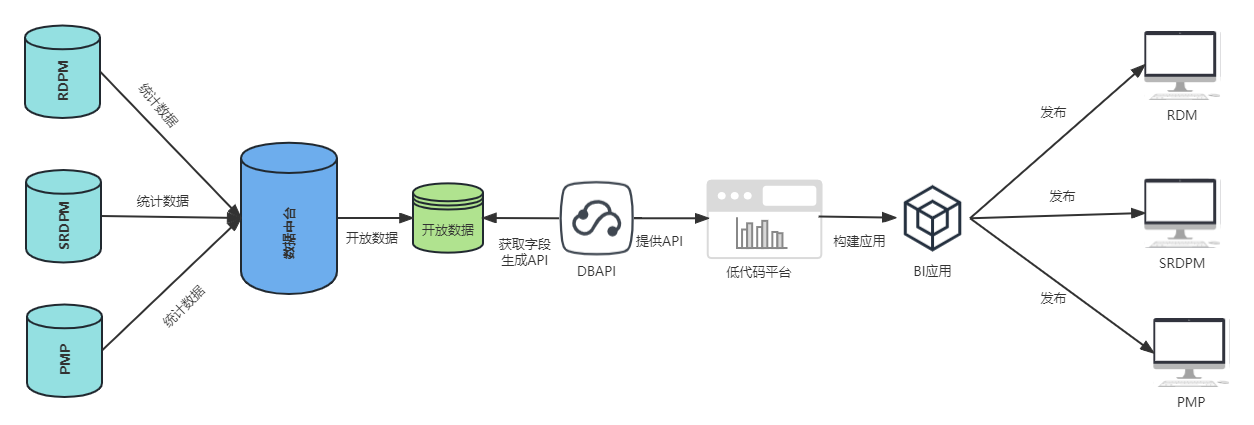 RDPM
统计数据
SRDPM
统计数据
PMP
统计数据
数据中台
开放数据
开放数据
获取字段
生成API
DBAPI
提供API
低代码平台
构建应用
BI应用
发布
RDM
发布
SRDPM
发布
PMP